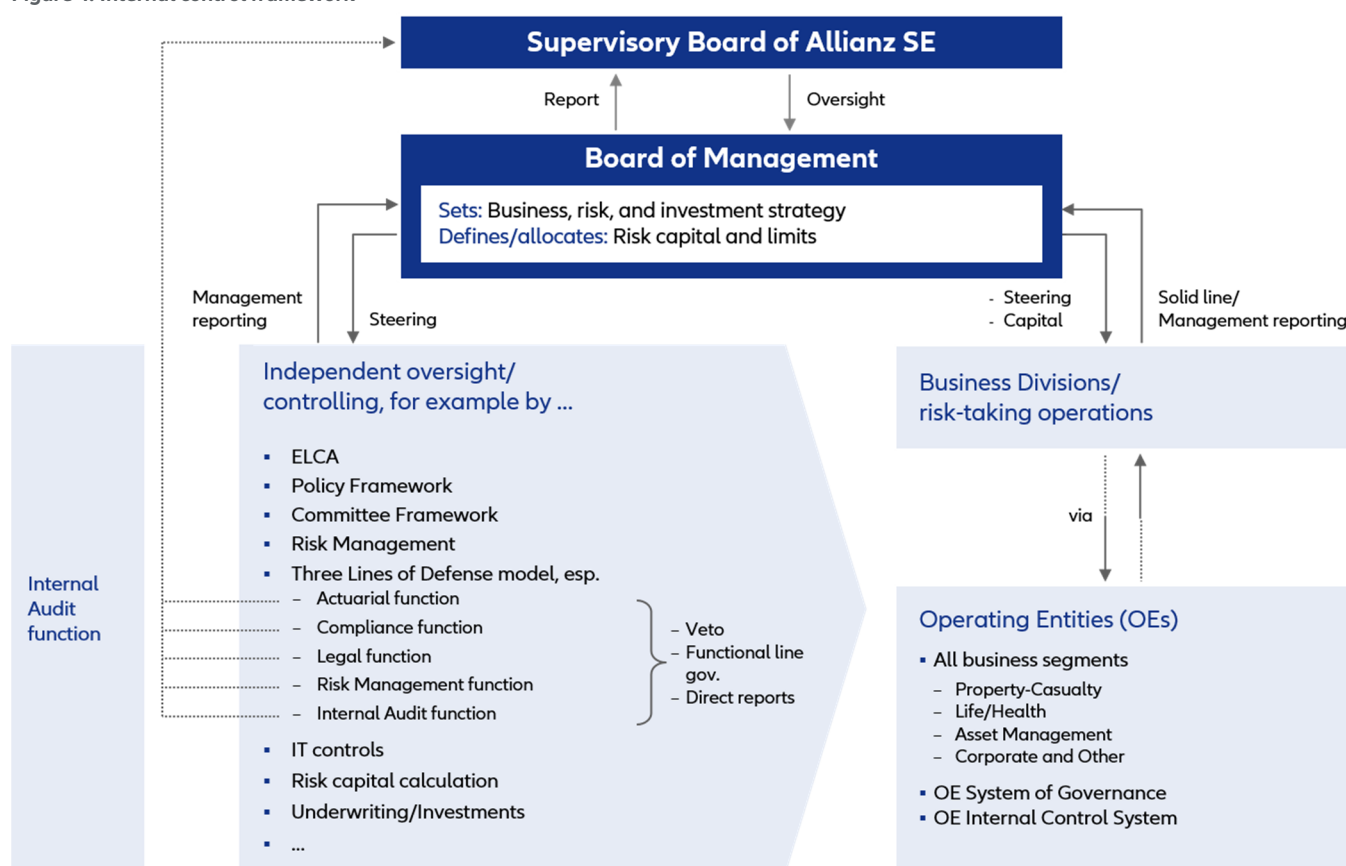 Supervisory Board of Allianz SE
Report
Oversight
Board of Management
Sets: Business, risk, and investment strategy
Defines/allocates: Risk capital and limits
Management
reporting
Steering
- Steering
- Capital
Solid line/
Management reporting
Internal
Audit
function
Independent oversight/
controlling, for example by ...
▪ ELCA
▪ Policy Framework
▪ Committee Framework
▪ Risk Management
▪ Three Lines of Defense model, esp.
– Actuarial function
– Compliance function
– Legal function
– Risk Management function
– Internal Audit function
– Veto
– Functional line
gov.
– Direct reports
▪ IT controls
▪ Risk capital calculation
▪ Underwriting/Investments
▪ ...
Business Divisions/
risk-taking operations
via
Operating Entities (OEs)
▪ All business segments
– Property-Casualty
– Life/Health
– Asset Management
– Corporate and Other
▪ OE System of Governance
▪ OE Internal Control System